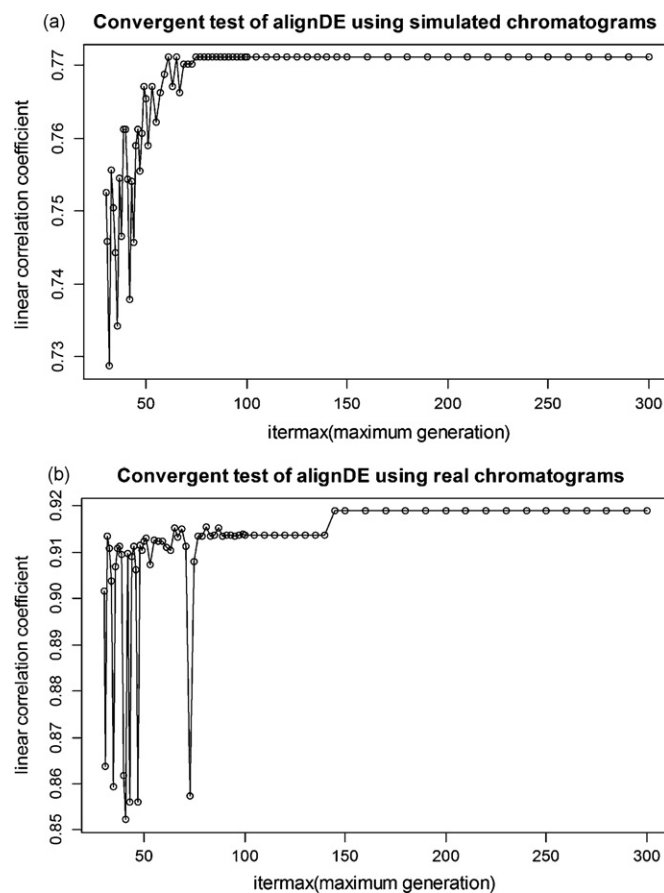 (a) Convergent test of alignDE using simulated chromatograms
0.77
0.76
0.75
0.74
0.73
linear correlation coefficient
50 100 150 200 250 300
itermax(maximum generation)
(b) Convergent test of alignDE using real chromatograms
0.92
0.91
0.90
0.89
0.88
0.87
0.86
0.85
linear correlation coefficient
50 100 150 200 250 300
itermax(maximum generation)